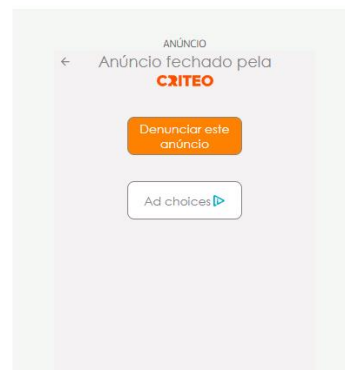 ANÚNCIO
Anúncio fechado pela
CRITEO
Denunciar este
anúncio
Ad choices